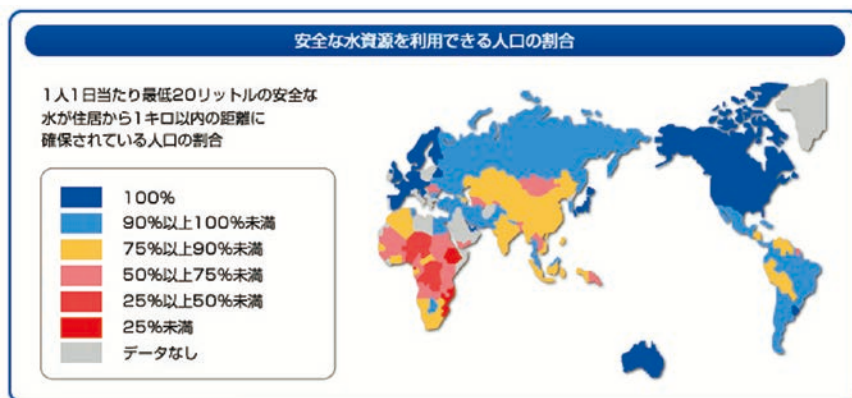 安全な水資源を利用できる人口の割合
1人1日当たり最低20リットルの安全な
水が住居から1キロ以内の距離に
確保されている人口の割合
100%
90%以上100%未満
75%以上90%未満
50%以上75%未満
25%以上50%未満
25%未満
データなし